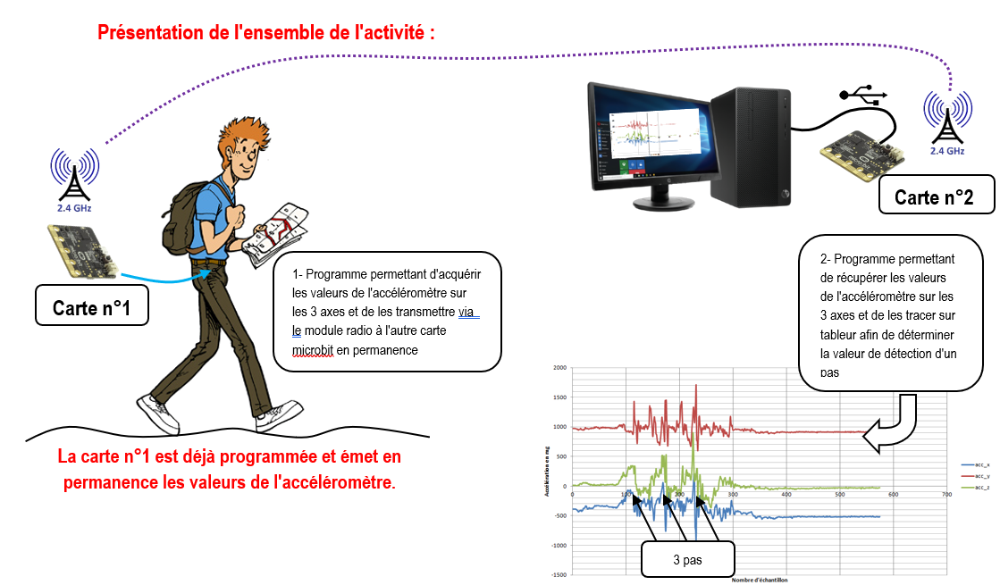 Présentation de l'ensemble de l'activité :
2.4 GHz
2.4 GHz
Carte n°2
Carte n°1
1- Programme permettant d'acquérir
les valeurs de l'accéléromètre sur
les 3 axes et de les transmettre via
le module radio à l'autre carte
microbit en permanence
2- Programme permettant
de récupérer les valeurs
de l'accéléromètre sur les
3 axes et de les tracer sur
tableur afin de déterminer
la valeur de détection d'un
pas
La carte n°1 est déjà programmée et émet en
permanence les valeurs de l'accéléromètre.
2000
1500
1000
500
0
-500
-1000
-1500
0
100
200
300
400
500
600
700
Accélération en mg
Nombre d'échantillon
acc_x
acc_y
acc_z
3 pas